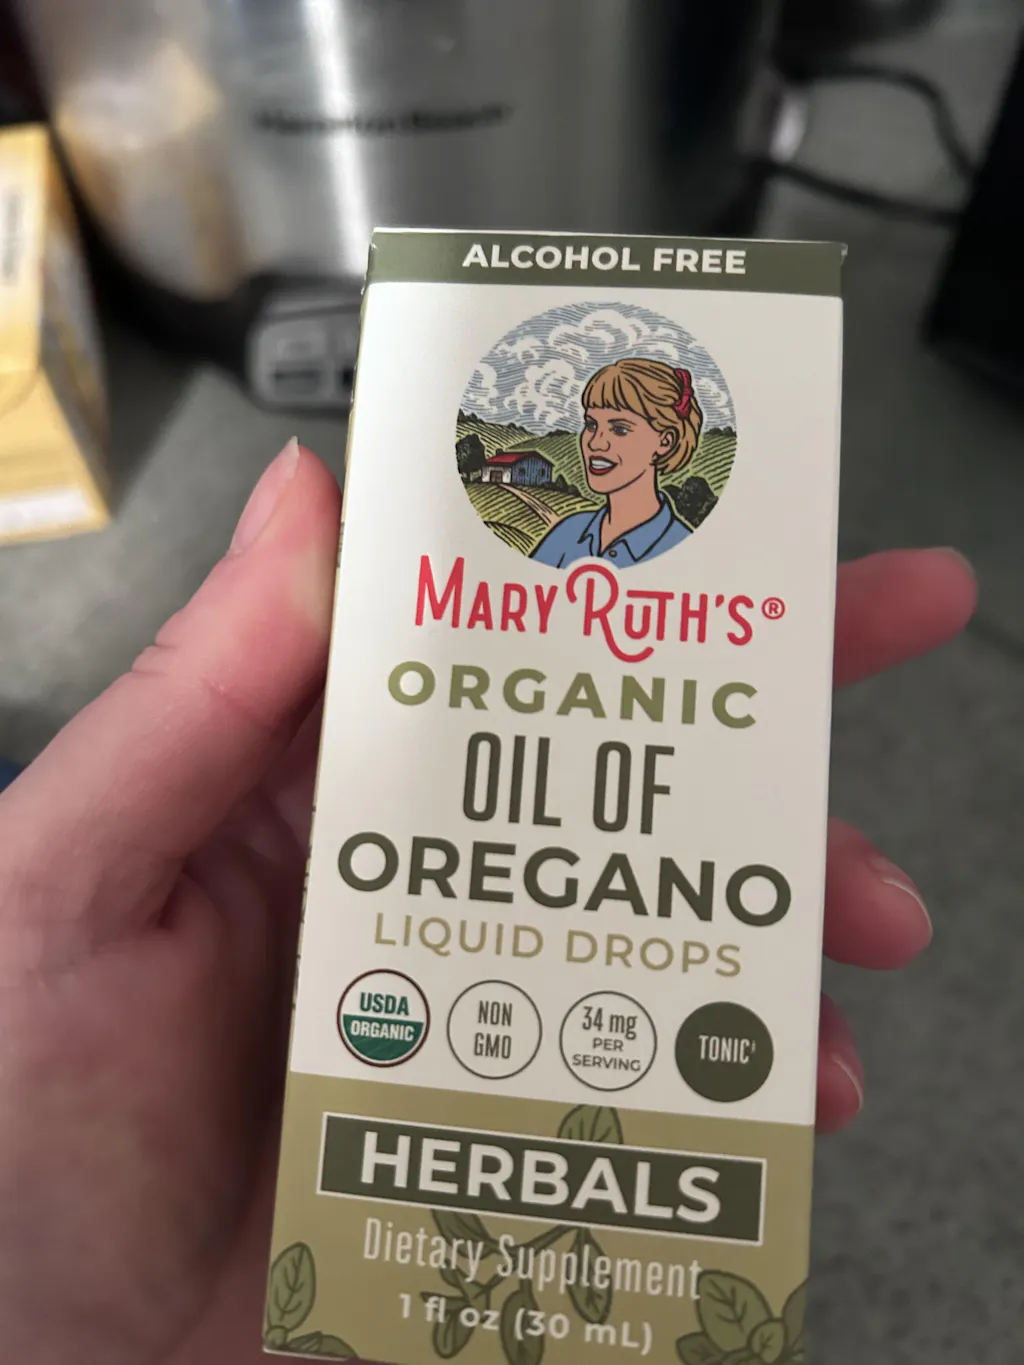 ALCOHOL FREE
MARY RUTH'S®
ORGANIC
OIL OF
OREGANO
LIQUID DROPS
USDA
ORGANIC
NON
GMO
34 mg
PER
SERVING
TONIC
HERBALS
Dietary Supplement
1 fl oz (30 mL)